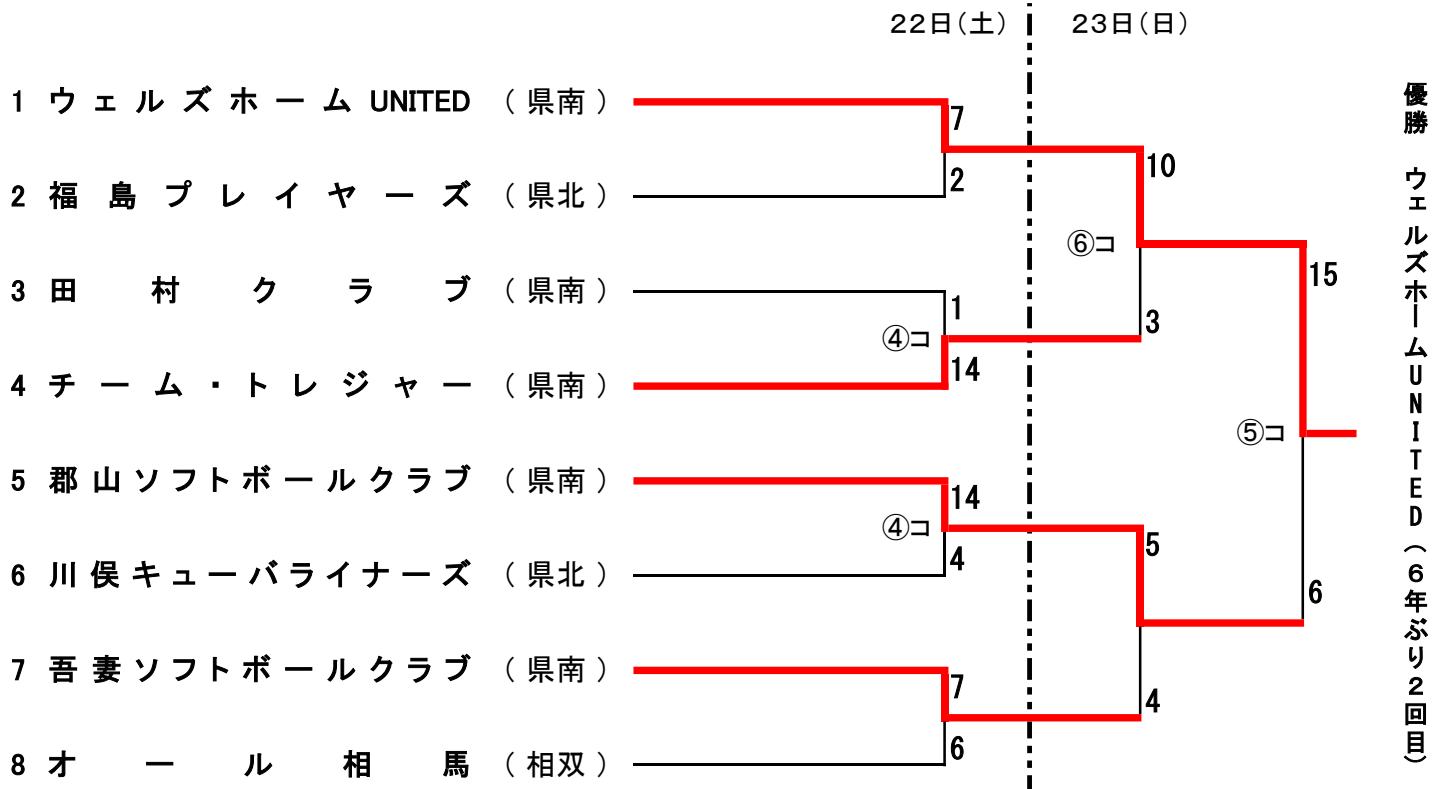 22日(土) 23日(日)
1 ウェルズホームUNITED (県南)
7
2 福島プレイヤーズ (県北)
2
10
⑥コ
3 田村クラブ (県南)
1
④コ
3
4 チーム・トレジャー (県南)
14
15
⑤コ
5 郡山ソフトボールクラブ (県南)
14
④コ
5
6 川俣キューバライナーズ (県北)
4
6
7 吾妻ソフトボールクラブ (県南)
7
4
8 オール相馬 (相双)
6
優勝 ウェルズホームUNITED(6年ぶり2回目)